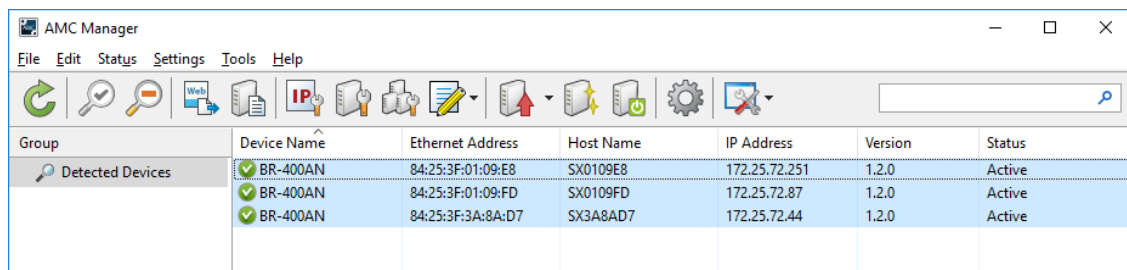 AMC Manager
File Edit Status Settings Tools Help
Web IP
Group Device Name Ethernet Address Host Name IP Address Version Status
Detected Devices BR-400AN 84:25:3F:01:09:E8 SX0109E8 172.25.72.251 1.2.0 Active
BR-400AN 84:25:3F:01:09:FD SX0109FD 172.25.72.87 1.2.0 Active
BR-400AN 84:25:3F:3A:8A:D7 SX3A8AD7 172.25.72.44 1.2.0 Active